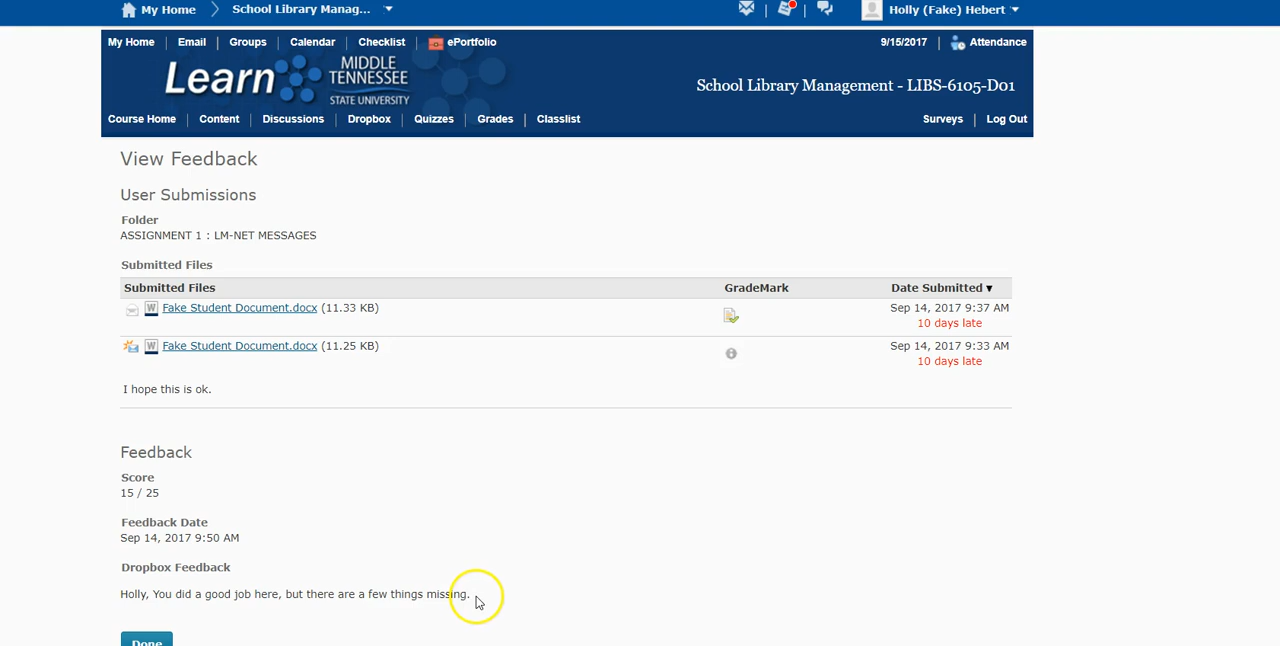 My Home School Library Manag... Holly (Fake) Hebert
My Home Email Groups Calendar Checklist ePortfolio 9/15/2017 Attendance
Learn MIDDLE
TENNESSEE
STATE UNIVERSITY
School Library Management - LIBS-6105-D01
Course Home Content Discussions Dropbox Quizzes Grades Classlist Surveys Log Out
View Feedback
User Submissions
Folder
ASSIGNMENT 1 : LM-NET MESSAGES
Submitted Files
Submitted Files GradeMark Date Submitted ▼
Fake Student Document.docx (11.33 KB) Sep 14, 2017 9:37 AM
10 days late
Fake Student Document.docx (11.25 KB) Sep 14, 2017 9:33 AM
10 days late
I hope this is ok.
Feedback
Score
15 / 25
Feedback Date
Sep 14, 2017 9:50 AM
Dropbox Feedback
Holly, You did a good job here, but there are a few things missing.
Done